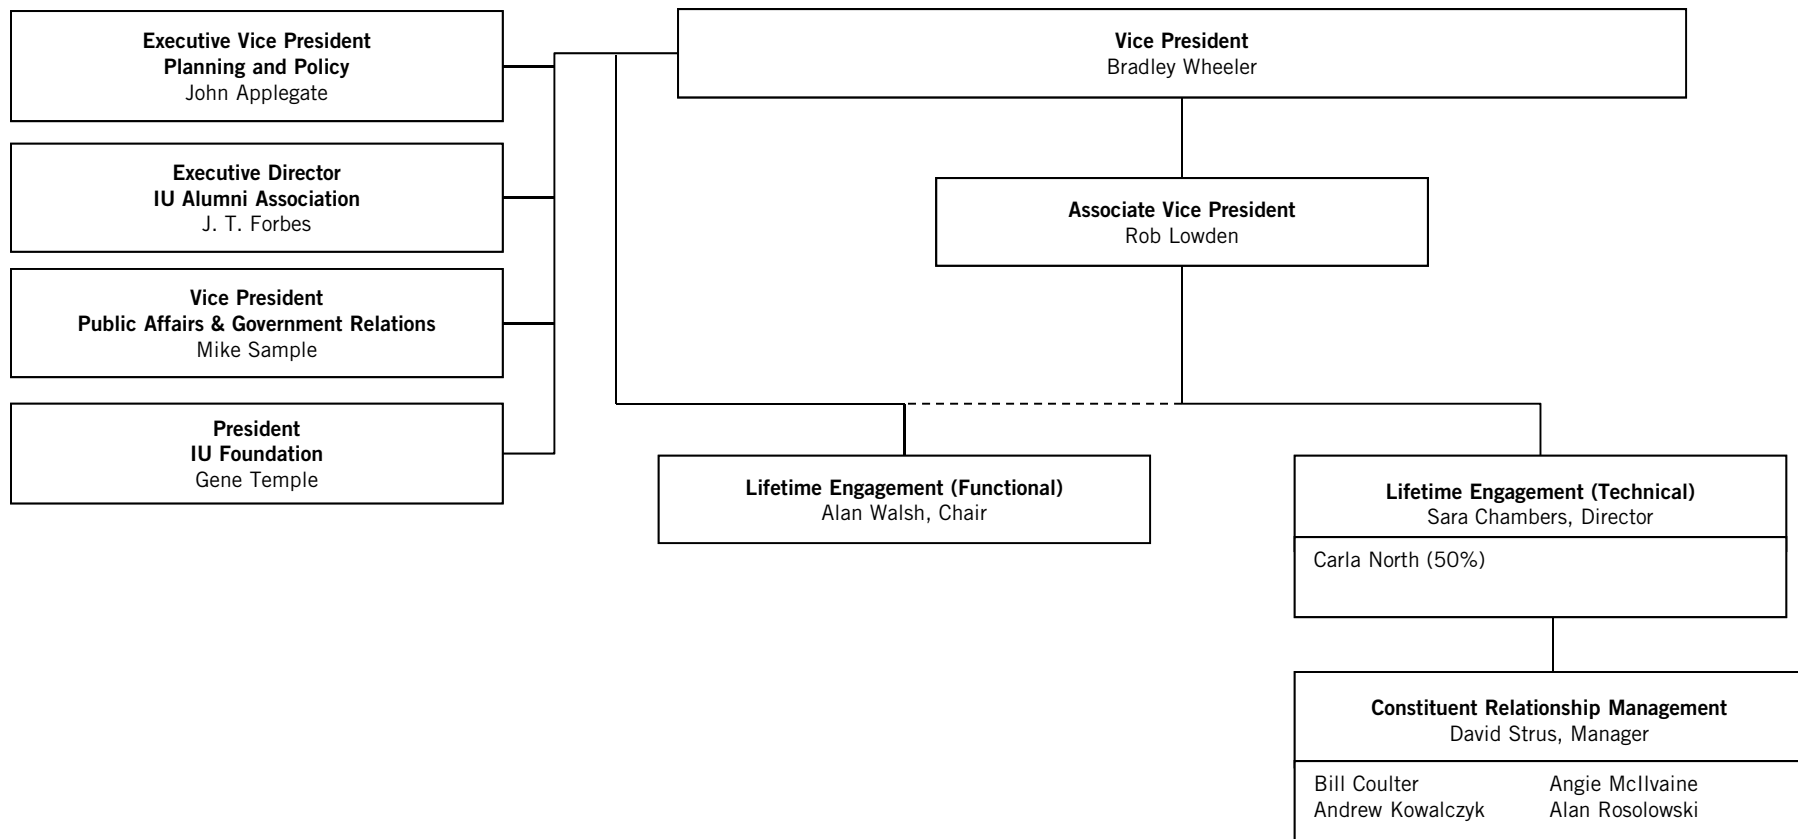 Executive Vice President
Planning and Policy
John Applegate
Executive Director
IU Alumni Association
J. T. Forbes
Vice President
Public Affairs & Government Relations
Mike Sample
President
IU Foundation
Gene Temple
Vice President
Bradley Wheeler
Associate Vice President
Rob Lowden
Lifetime Engagement (Functional)
Alan Walsh, Chair
Lifetime Engagement (Technical)
Sara Chambers, Director
Carla North (50%)
Constituent Relationship Management
David Strus, Manager
Bill Coulter Angie McIlvaine
Andrew Kowalczyk Alan Rosolowski